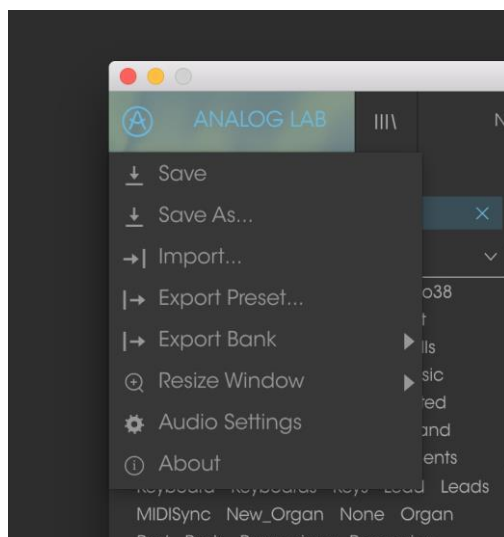 ANALOG LAB
Save
Save As...
Import...
Export Preset...
Export Bank
Resize Window
Audio Settings
About
Keyboard Keyboards Keys Lead Leads
MIDISync New_Organ None Organ